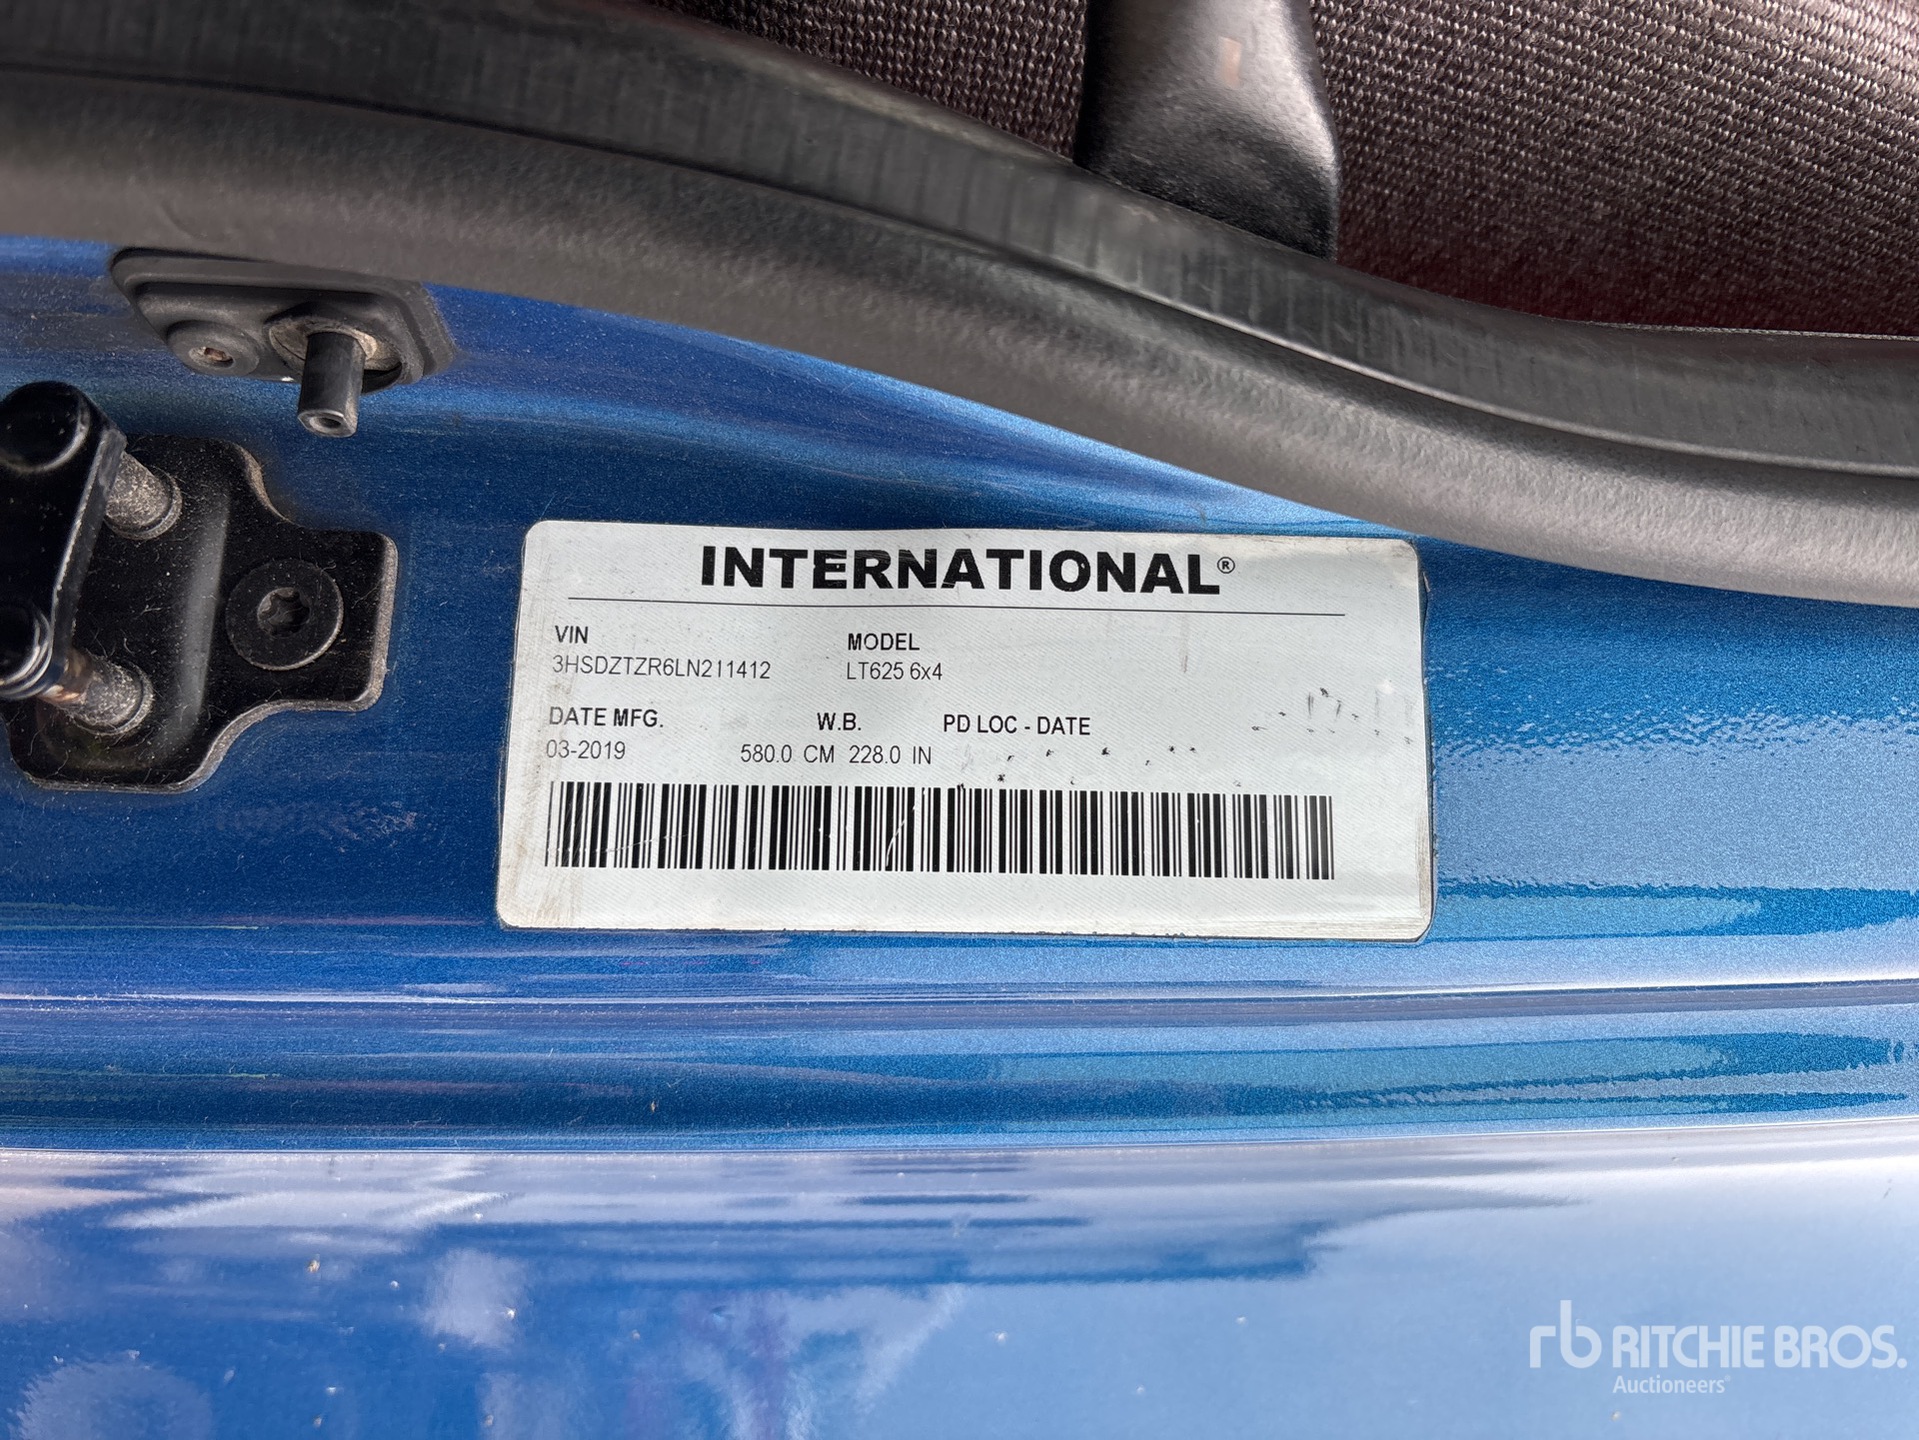 INTERNATIONAL®
VIN MODEL
3HSDZTZR6LN211412 LT625 6x4
DATE MFG. W.B. PD LOC - DATE
03-2019 580.0 CM 228.0 IN
rb RITCHIE BROS.
Auctioneers